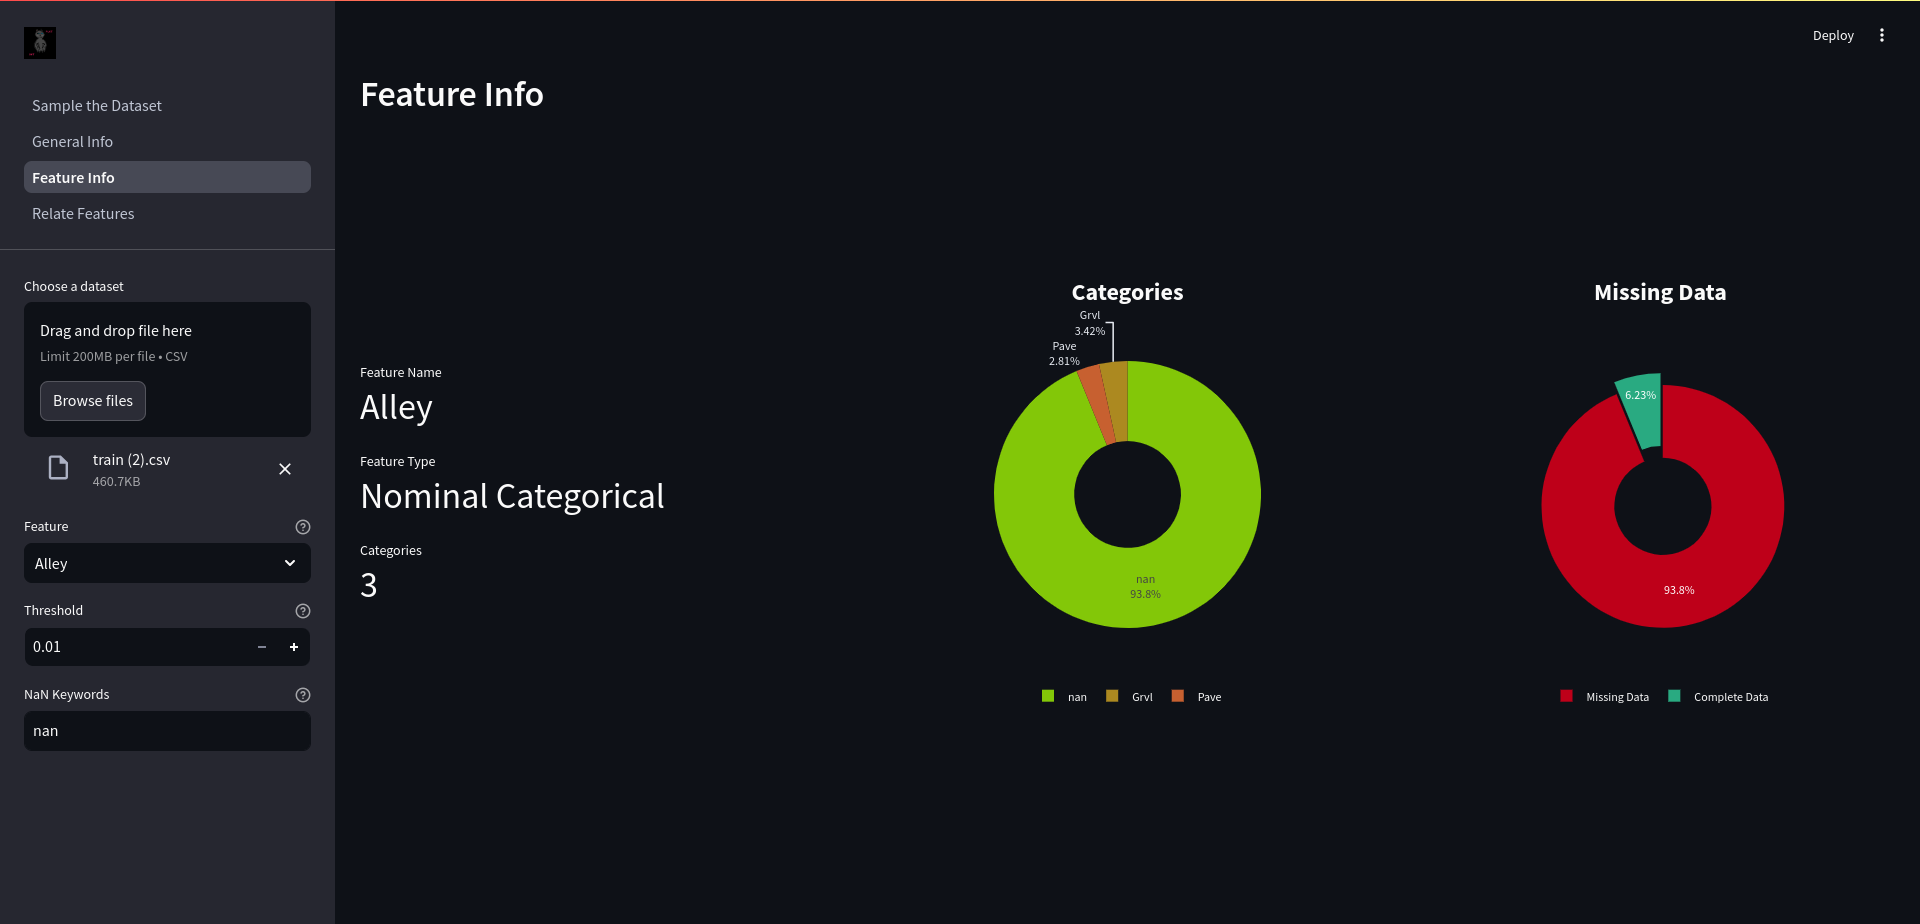 Deploy
Sample the Dataset
General Info
Feature Info
Relate Features
Choose a dataset
Drag and drop file here
Limit 200MB per file • CSV
Browse files
train (2).csv
460.7KB
Feature
Alley
Threshold
0.01
NaN Keywords
nan
Feature Info
Feature Name
Alley
Feature Type
Nominal Categorical
Categories
3
Categories
Grvl
3.42%
Pave
2.81%
nan
93.8%
nan Grvl Pave
Missing Data
6.23%
93.8%
Missing Data Complete Data